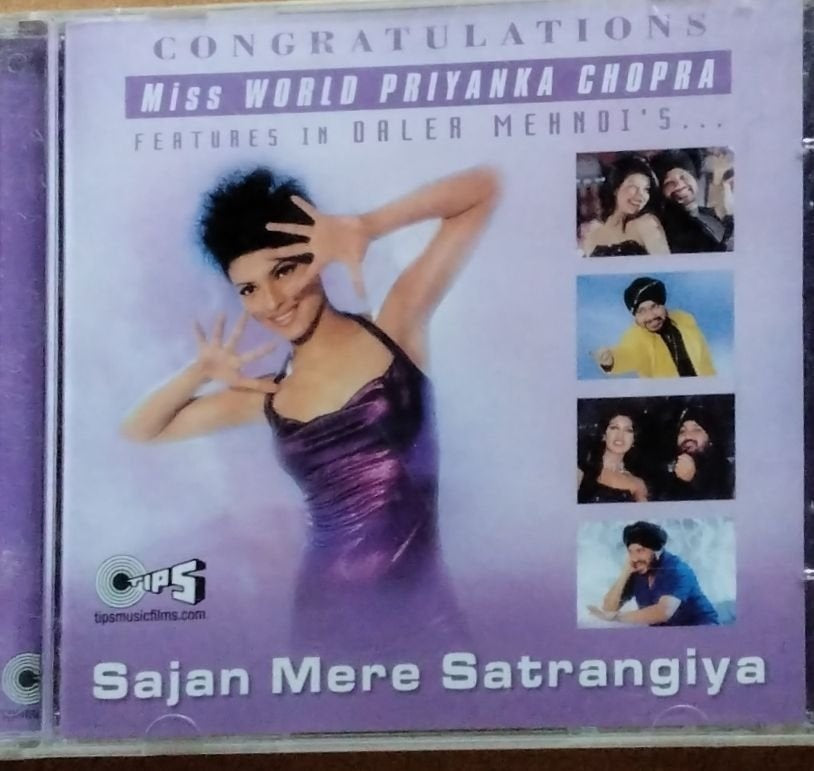 CONGRATULATIONS
Miss WORLD PRIYANKA CHOPRA
FEATURES IN DALER MEHNDI'S...
TIPS
tipsmusicfilms.com
Sajan Mere Satrangiya